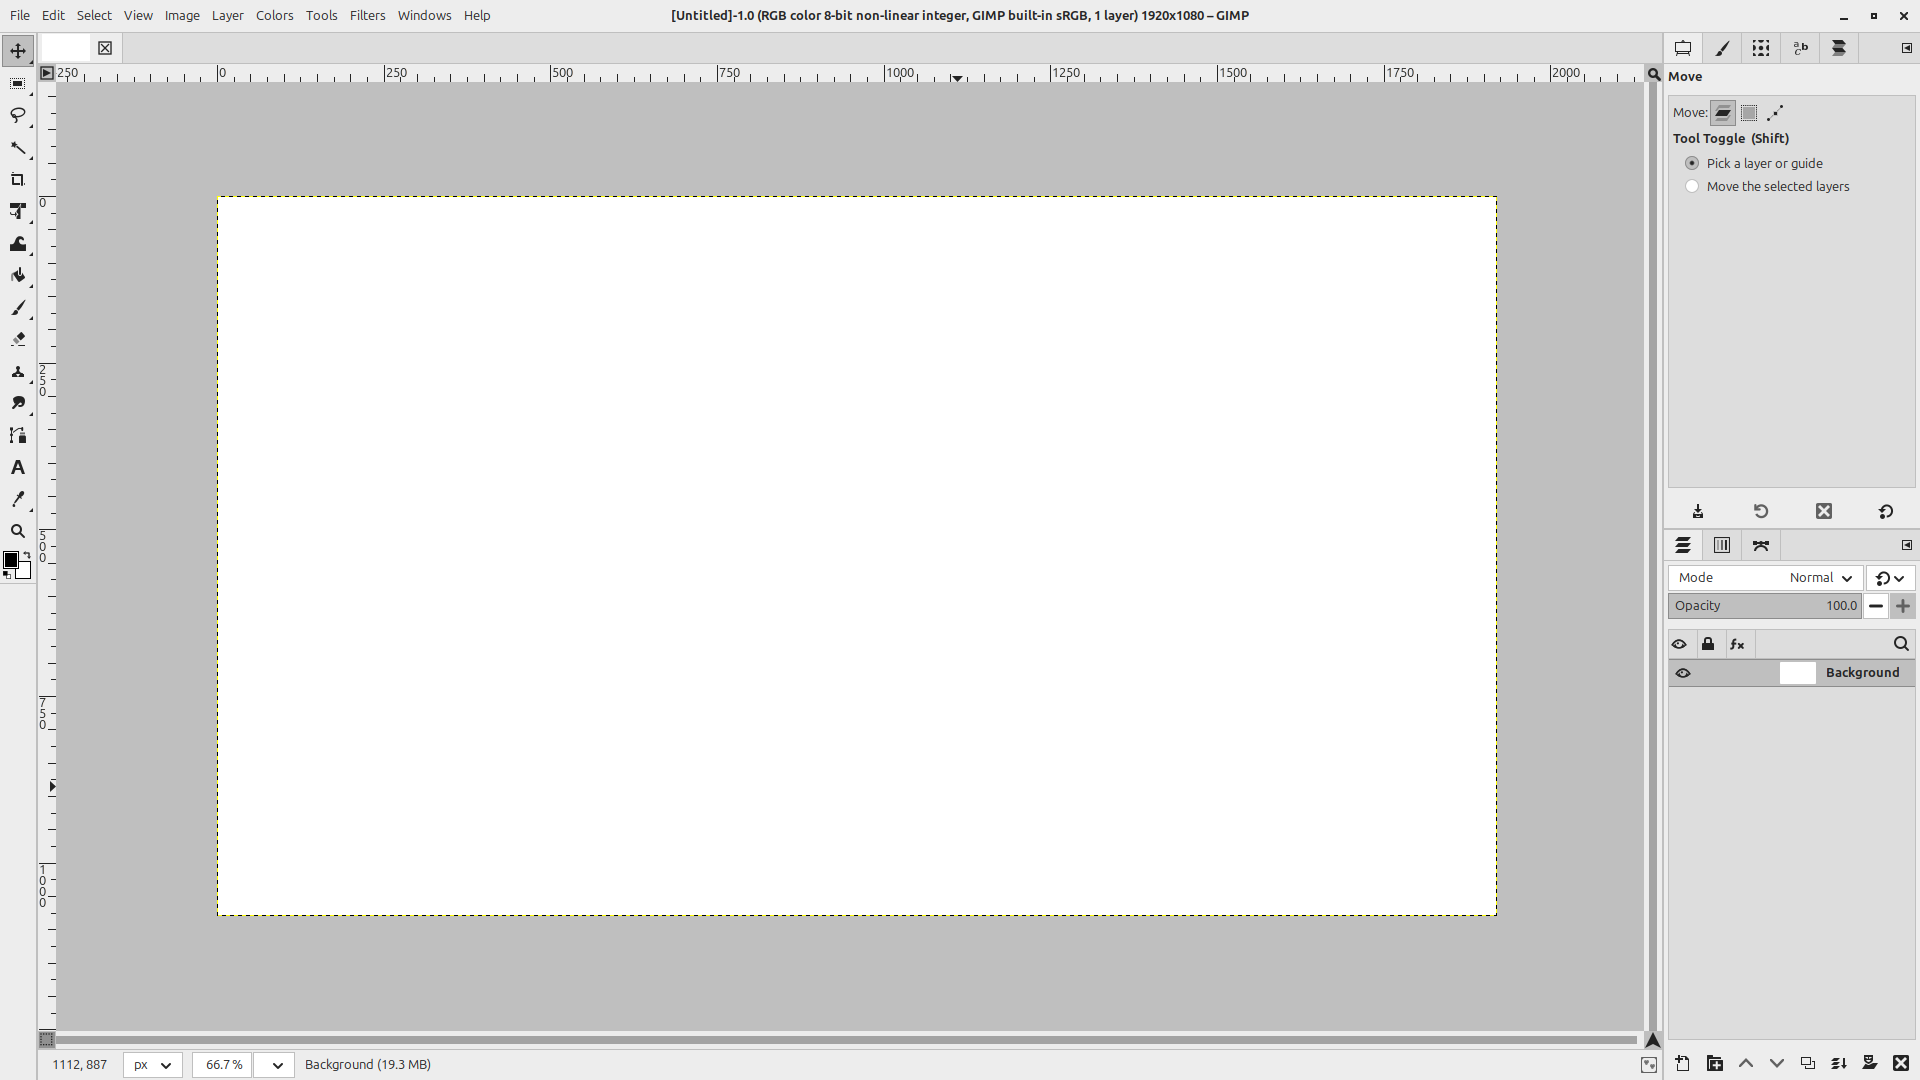 File Edit Select View Image Layer Colors Tools Filters Windows Help
[Untitled]-1.0 (RGB color 8-bit non-linear integer, GIMP built-in sRGB, 1 layer) 1920x1080 – GIMP
250 0 250 500 750 1000 1250 1500 1750 2000
Move
Move:
Tool Toggle (Shift)
Pick a layer or guide
Move the selected layers
0
250
500
750
1000
Mode Normal
Opacity 100.0
fx
Background
1112, 887 px 66.7 % Background (19.3 MB)